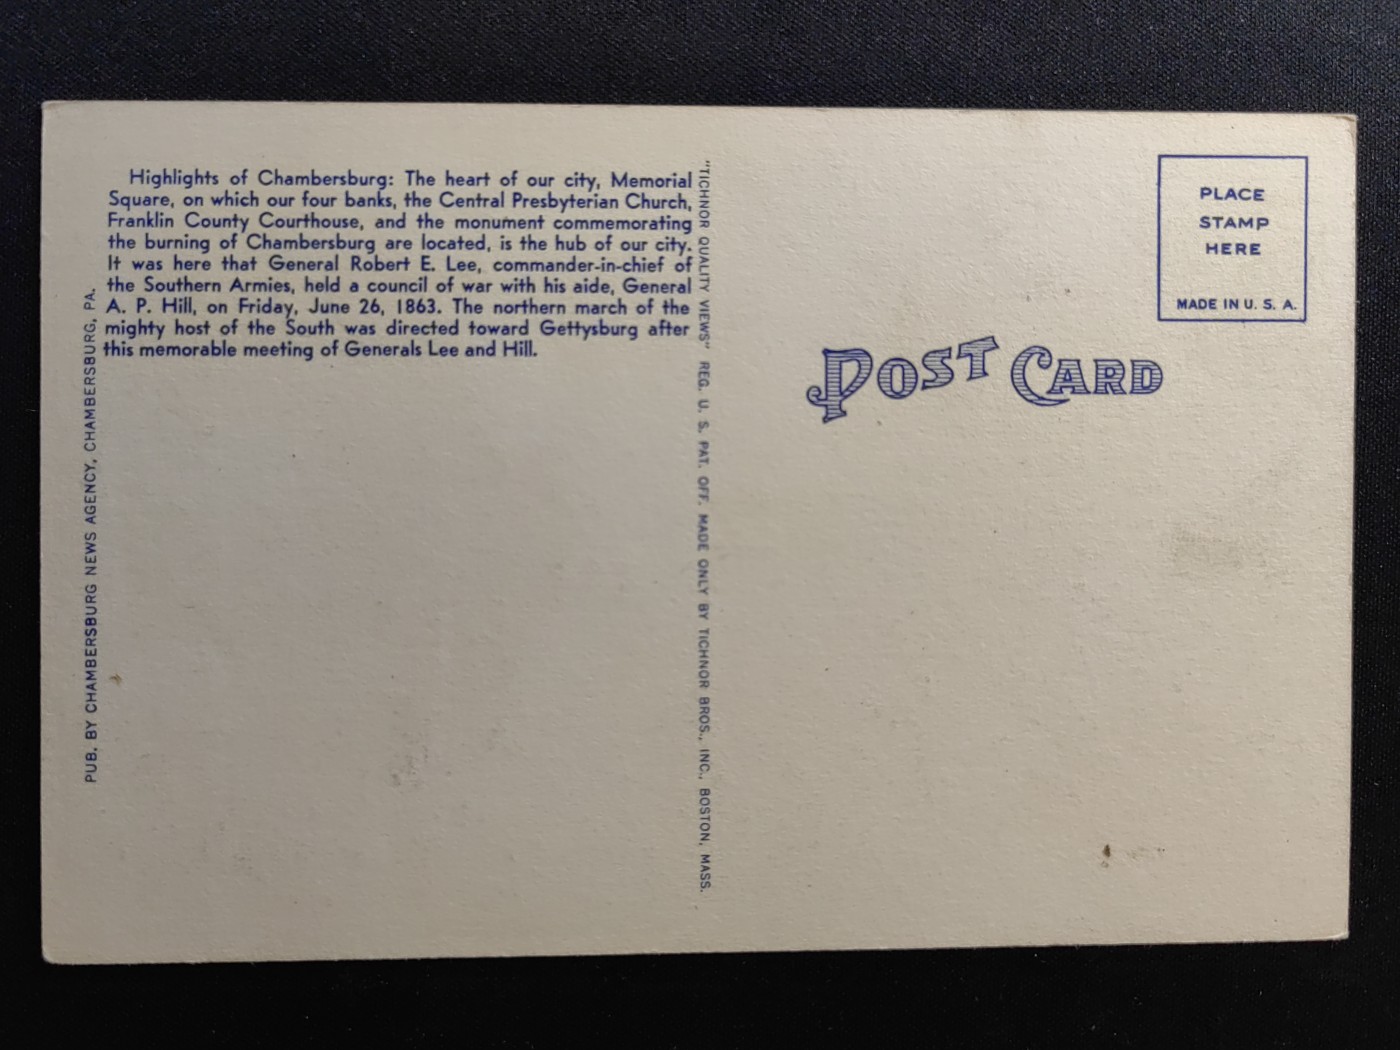 Highlights of Chambersburg: The heart of our city, Memorial
Square, on which our four banks, the Central Presbyterian Church,
Franklin County Courthouse, and the monument commemorating
the burning of Chambersburg are located, is the hub of our city.
It was here that General Robert E. Lee, commander-in-chief of
the Southern Armies, held a council of war with his aide, General
A. P. Hill, on Friday, June 26, 1863. The northern march of the
mighty host of the South was directed toward Gettysburg after
this memorable meeting of Generals Lee and Hill.
PUB. BY CHAMBERSBURG NEWS AGENCY, CHAMBERSBURG, PA.
"TICHNOR QUALITY VIEWS" REG. U. S. PAT. OFF. MADE ONLY BY TICHNOR BROS., INC., BOSTON, MASS.
POST CARD
PLACE
STAMP
HERE
MADE IN U. S. A.